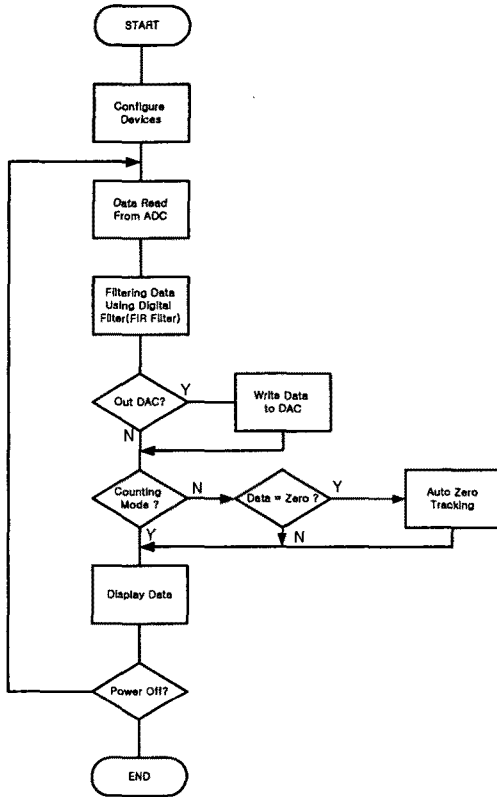 START
Configure
Devices
Data Read
From ADC
Filtering Data
Using Digital
Filter(FIR Filter)
Out DAC?
Y
Write Data
to DAC
N
Counting
Mode ?
N
Data = Zero ?
Y
Auto Zero
Tracking
Y
N
Display Data
Power Off?
END